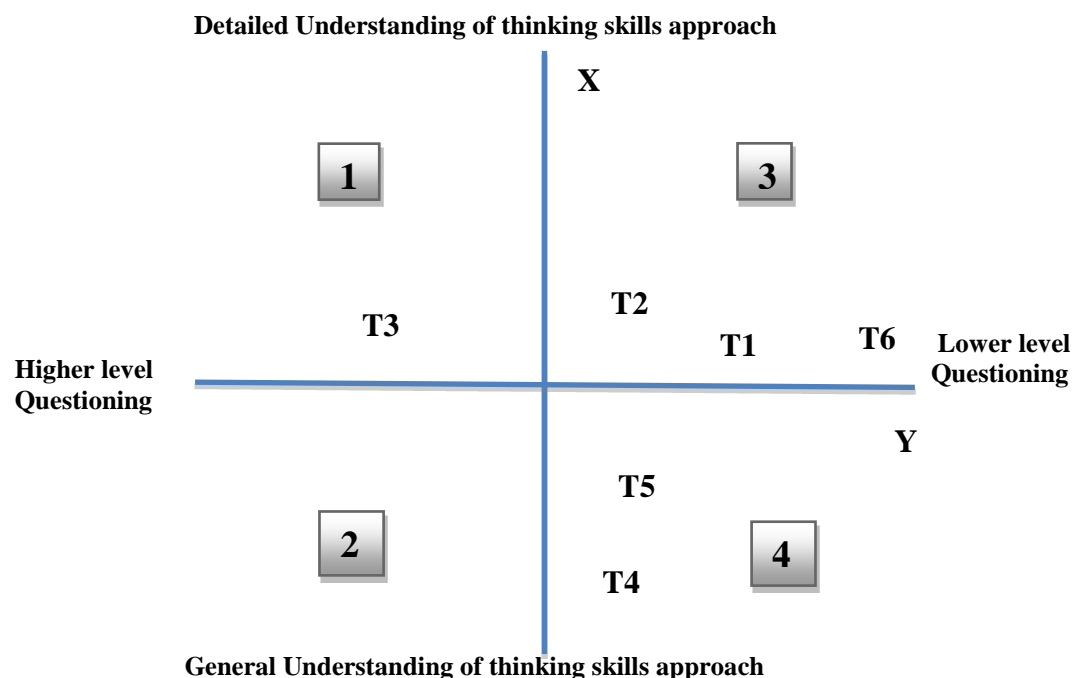 Detailed Understanding of thinking skills approach
X
1
3
T2
T3
T1
T6
Higher level
Questioning
Lower level
Questioning
Y
T5
2
4
T4
General Understanding of thinking skills approach